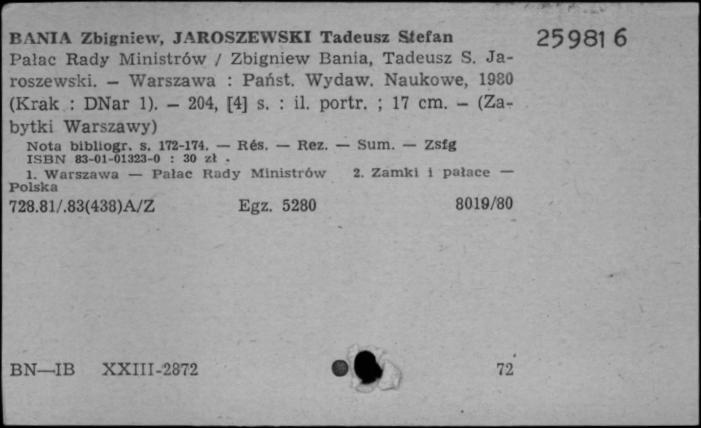 BANIA Zbigniew, JAROSZEWSKI Tadeusz Stefan 259816
Pałac Rady Ministrów / Zbigniew Bania, Tadeusz S. Ja-
roszewski. — Warszawa : Państ. Wydaw. Naukowe, 1980
(Krak : DNar 1). — 204, [4] s. : il. portr. ; 17 cm. — (Za-
bytki Warszawy)
Nota bibliogr. s. 172-174. — Rés. — Rez. — Sum. — Zsfg
ISBN 83-01-01323-0 : 30 zł .
1. Warszawa — Pałac Rady Ministrów 2. Zamki i pałace —
Polska
728.81/.83(438)A/Z Egz. 5280 8019/80
BN—IB XXIII-2872 72